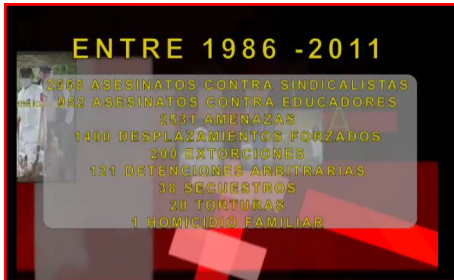 ENTRE 1986 -2011
2558 ASESINATOS CONTRA SINDICALISTAS
952 ASESINATOS CONTRA EDUCADORES
2531 AMENAZAS
1400 DESPLAZAMIENTOS FORZADOS
200 EXTORCIONES
121 DETENCIONES ARBITRARIAS
38 SECUESTROS
20 TORTURAS
1 HOMICIDIO FAMILIAR